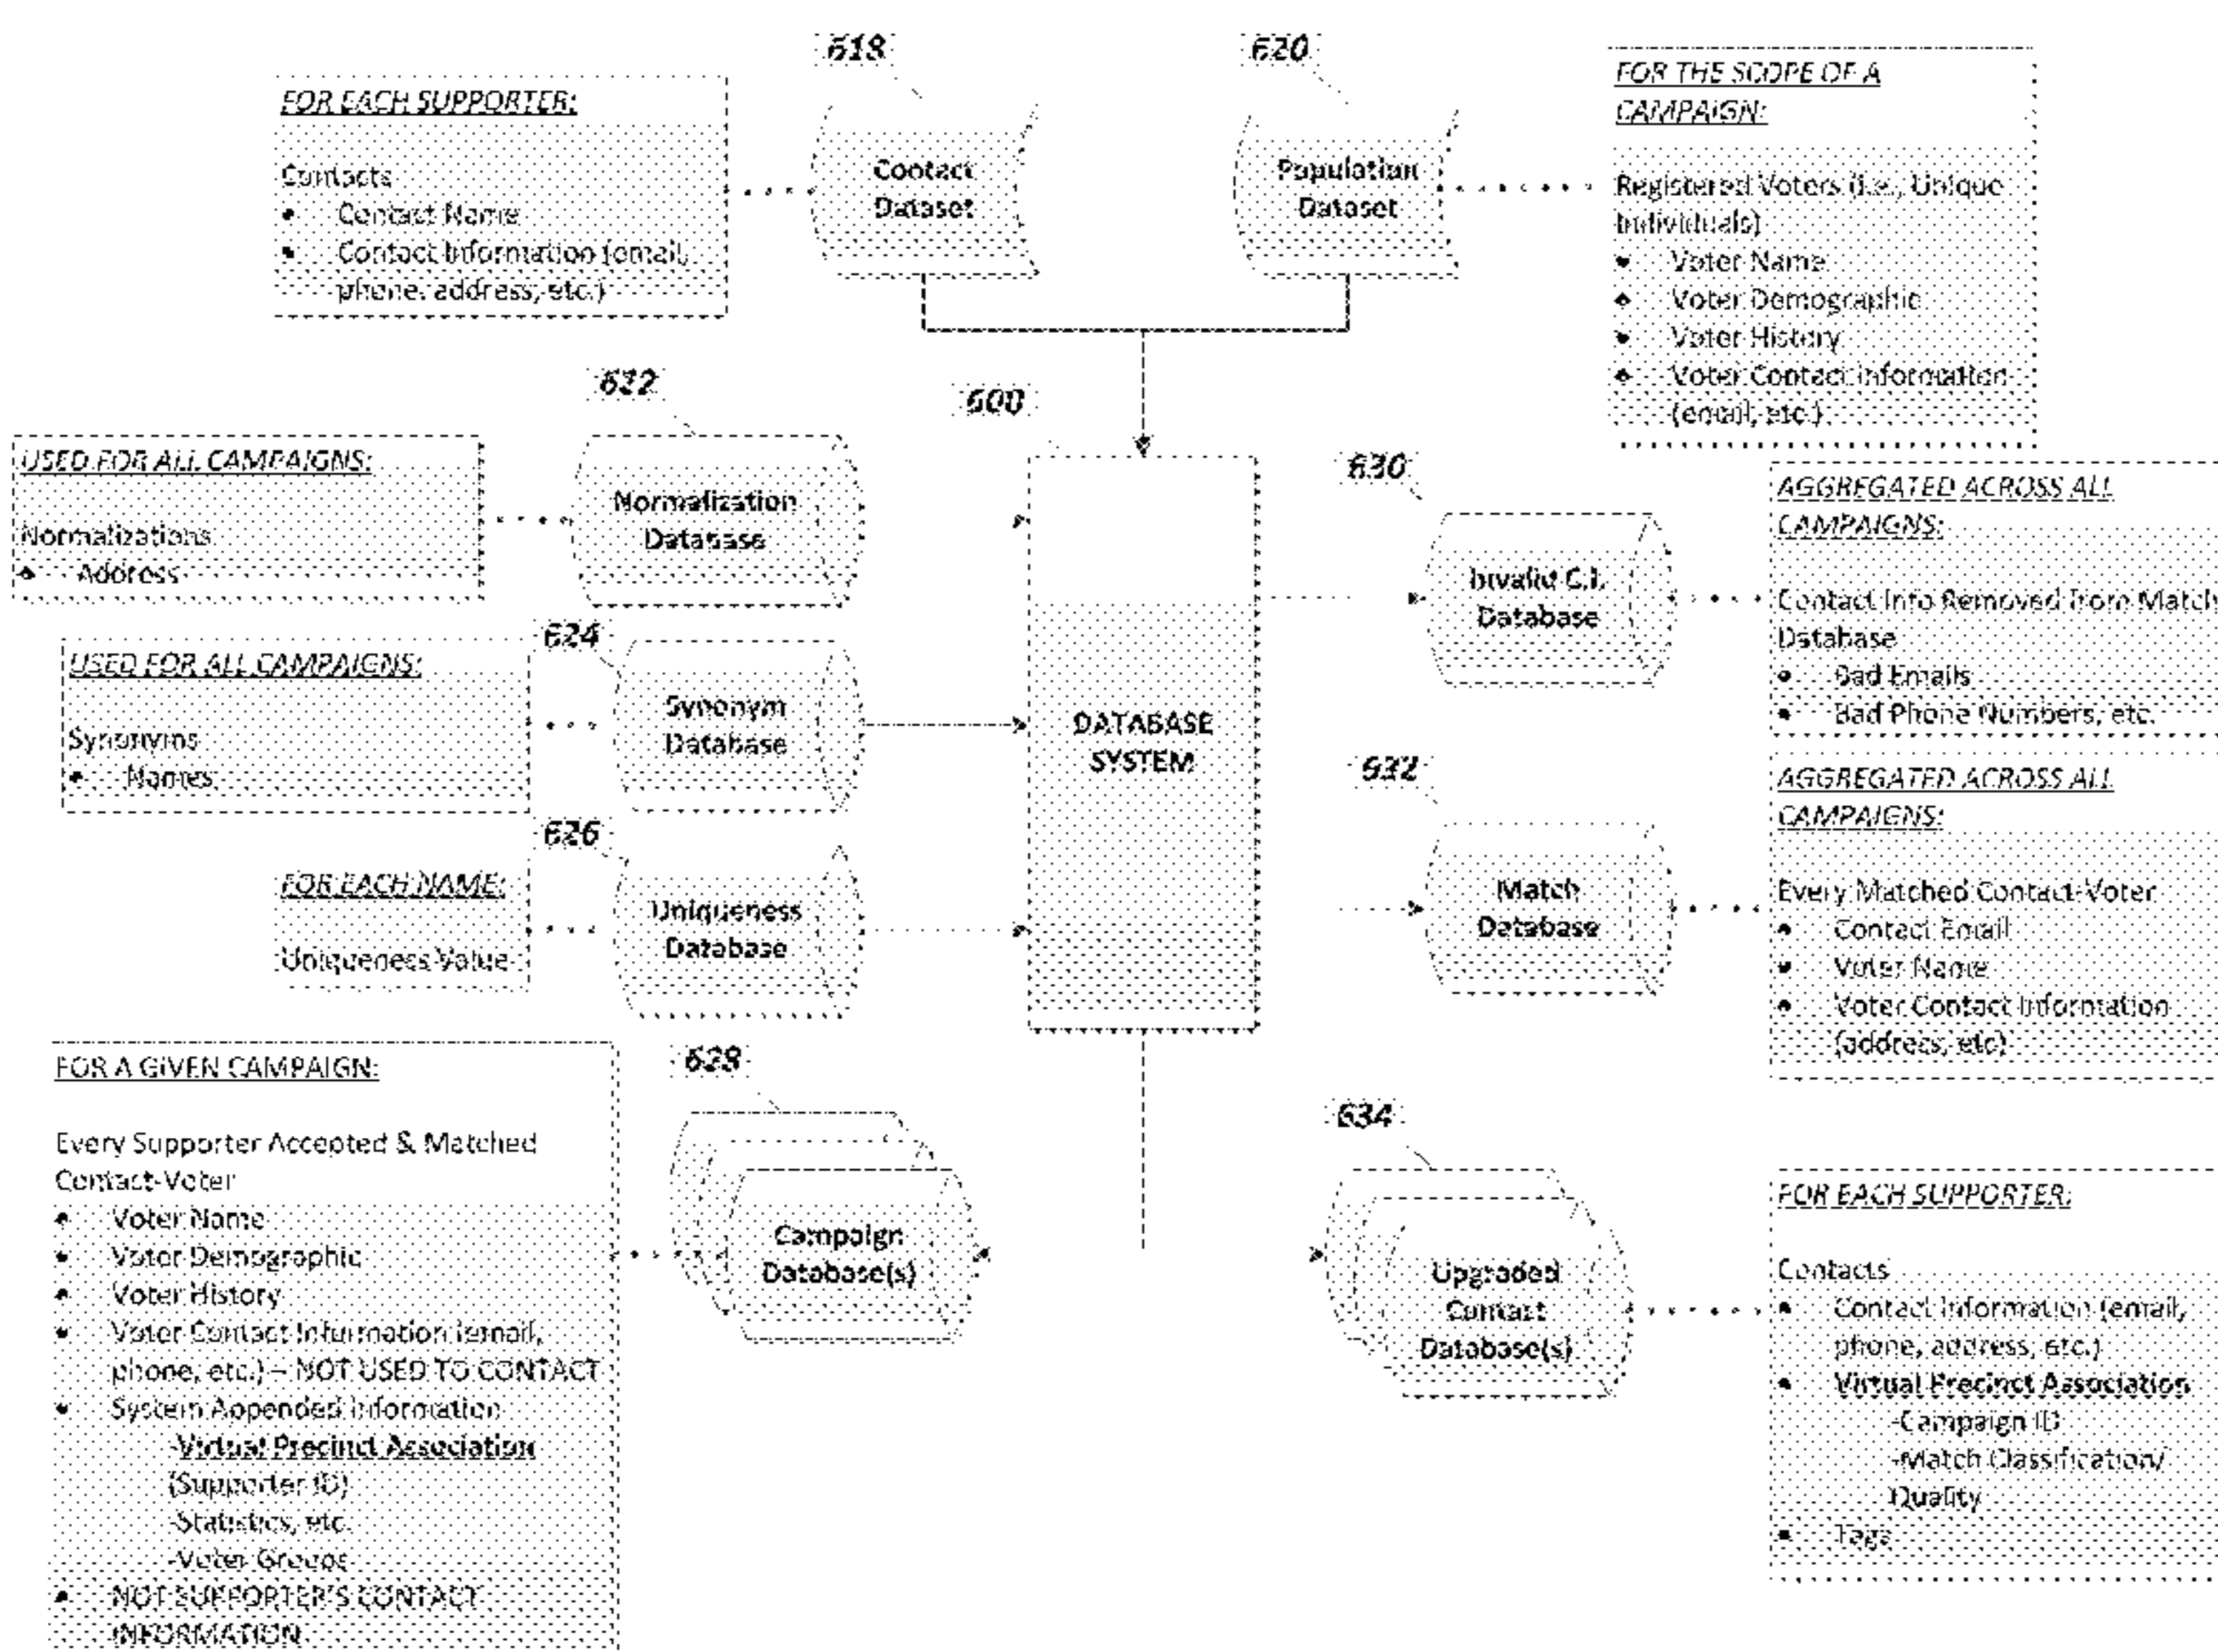 618
620
FOR EACH SUPPORTER:
Contacts
• Contact Name
• Contact Information (email,
phone, address, etc.)
Contact
Dataset
Population
Dataset
FOR THE SCOPE OF A
CAMPAIGN:
Registered Voters (i.e., Unique
Individuals)
• Voter Name
• Voter Demographic
• Voter History
• Voter Contact Information
(email, etc.)
622
600
USED FOR ALL CAMPAIGNS:
Normalizations
• Address
Normalization
Database
630
Invalid C.I.
Database
AGGREGATED ACROSS ALL
CAMPAIGNS:
Contact Info Removed from Match
Database
• Bad Emails
• Bad Phone Numbers, etc.
624
USED FOR ALL CAMPAIGNS:
Synonyms
• Names
Synonym
Database
DATABASE
SYSTEM
632
Match
Database
AGGREGATED ACROSS ALL
CAMPAIGNS:
Every Matched Contact-Voter
• Contact Email
• Voter Name
• Voter Contact Information
(address, etc)
626
FOR EACH NAME:
Uniqueness Value
Uniqueness
Database
FOR A GIVEN CAMPAIGN:
Every Supporter Accepted & Matched
Contact-Voter
• Voter Name
• Voter Demographic
• Voter History
• Voter Contact Information (email,
phone, etc.) – NOT USED TO CONTACT
• System Appended Information
-Virtual Precinct Association
(Supporter ID)
-Statistics, etc.
-Voter Groups
• NOT SUPPORTER'S CONTACT
INFORMATION
628
Campaign
Database(s)
634
Upgraded
Contact
Database(s)
FOR EACH SUPPORTER:
Contacts
• Contact Information (email,
phone, address, etc.)
• Virtual Precinct Association
-Campaign ID
-Match Classification/
Quality
• Tags